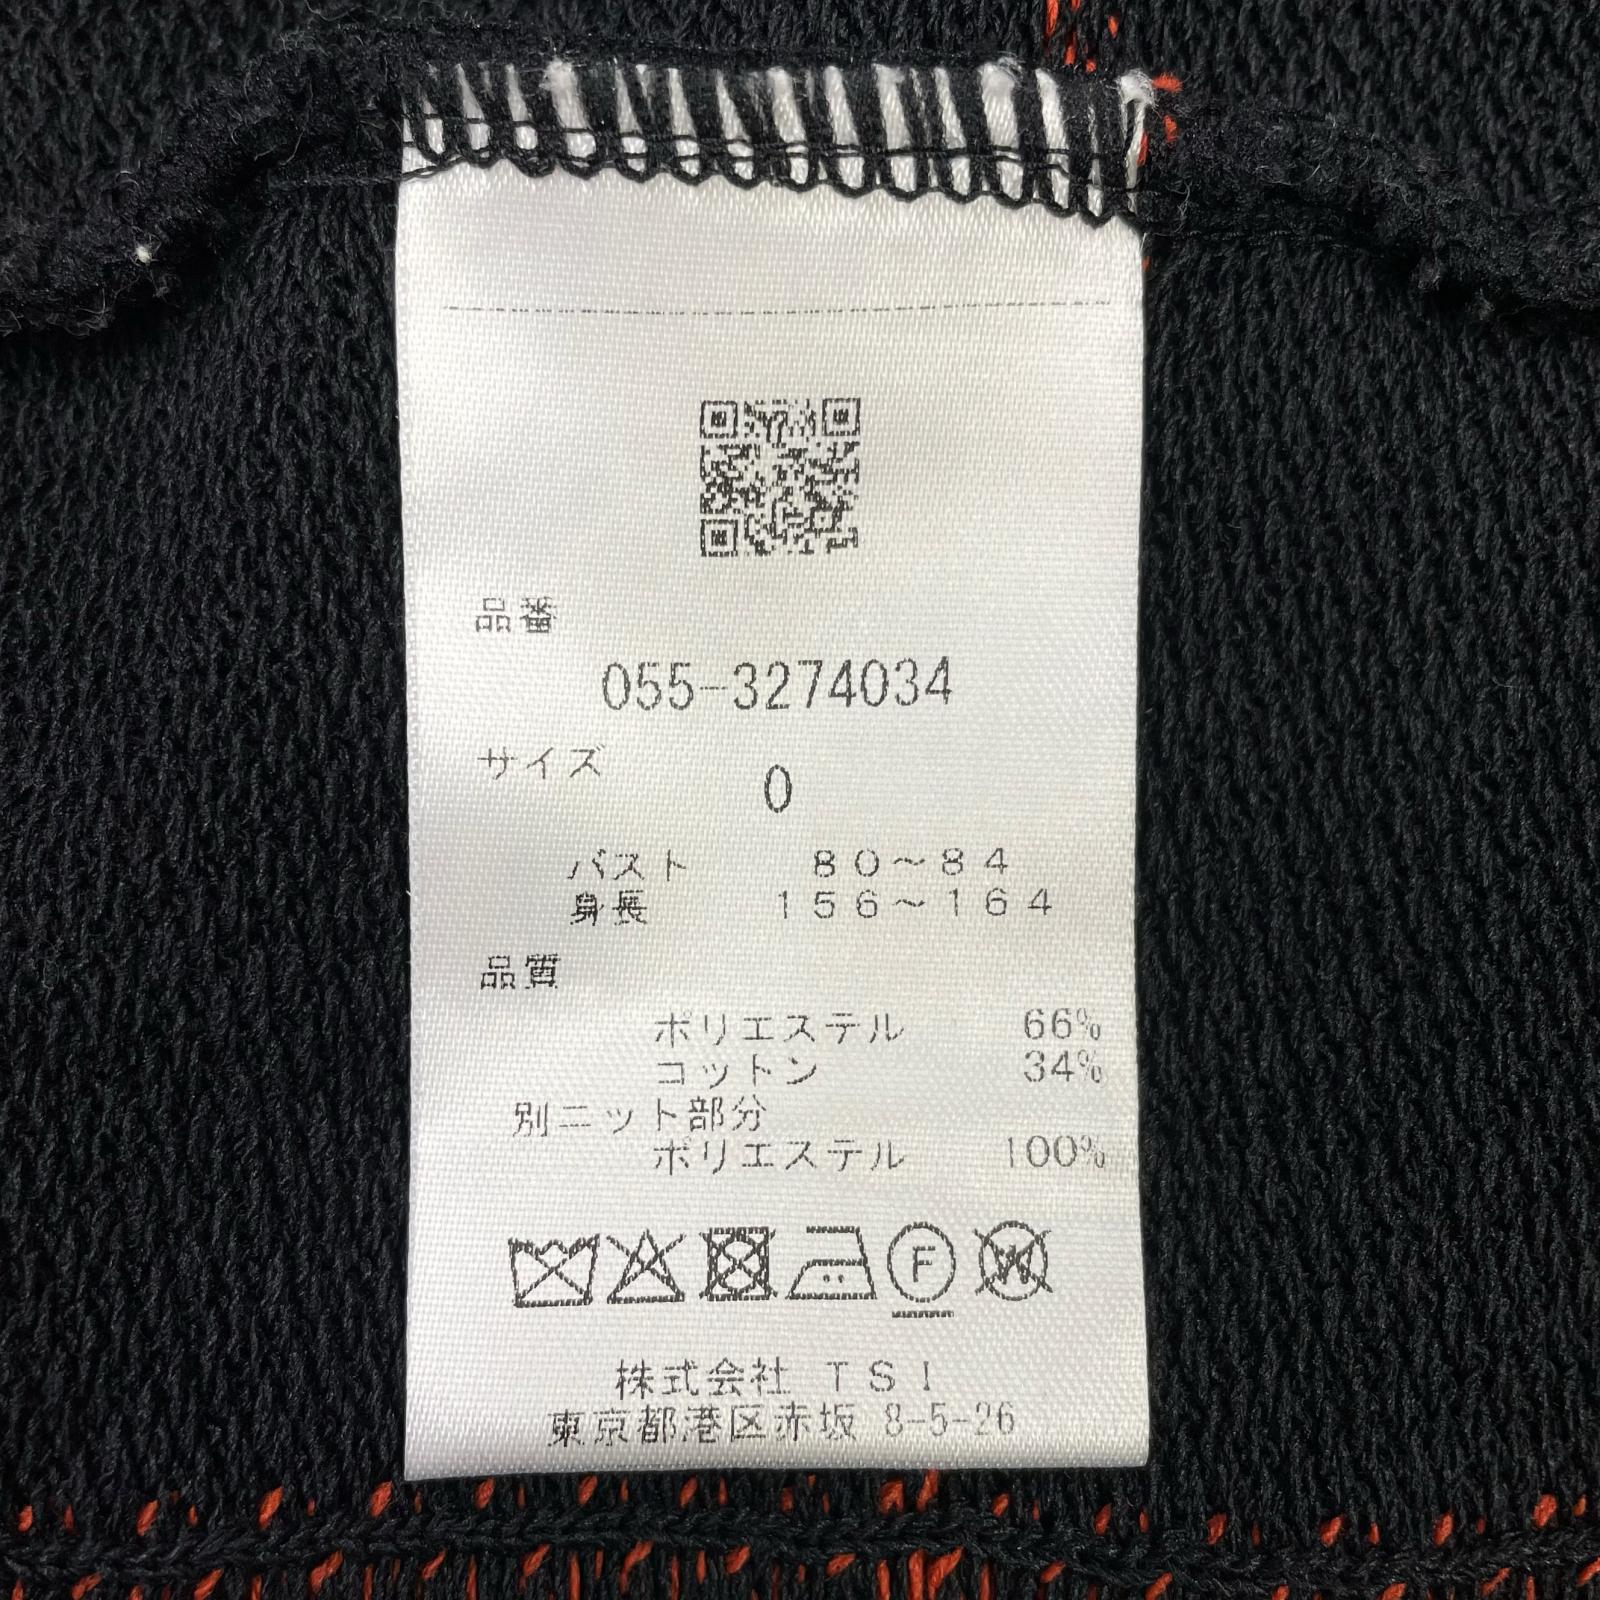 品番
055-3274034
サイズ
0
バスト 80～84
身長 156～164
品質
ポリエステル 66%
コットン 34%
別ニット部分
ポリエステル 100%
F W
株式会社 TSI
東京都港区赤坂 8-5-26